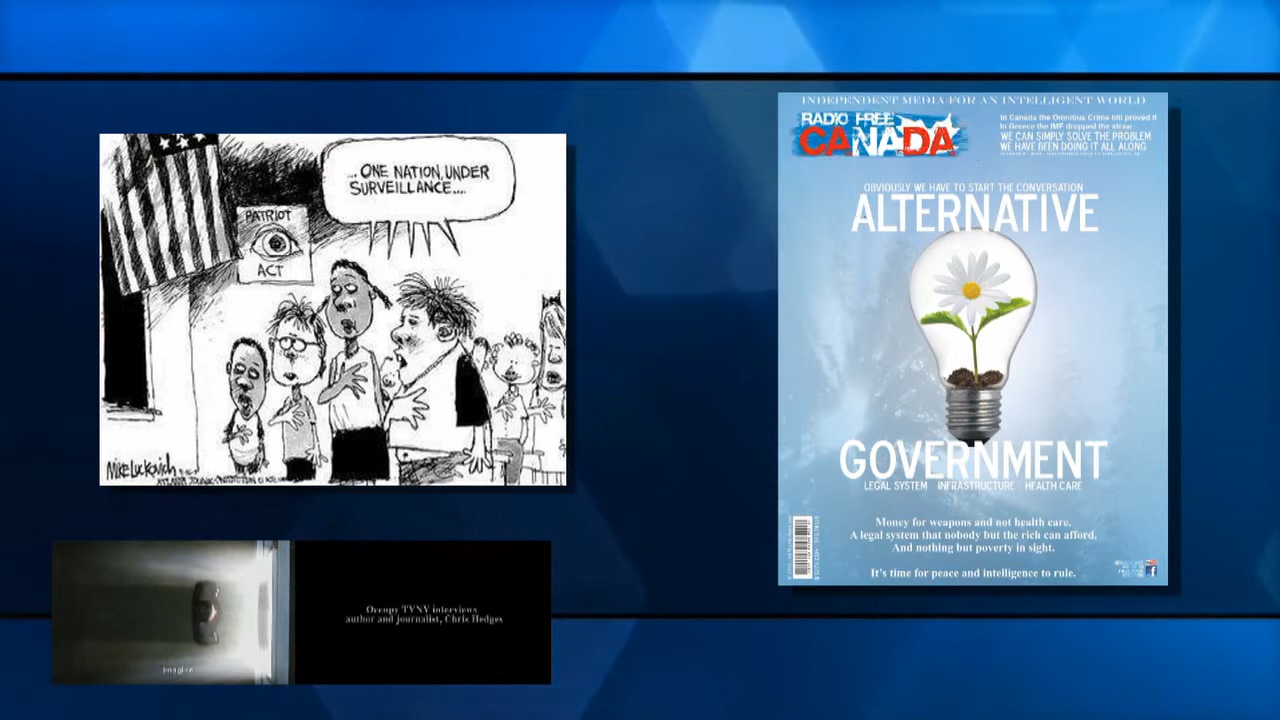 ...ONE NATION, UNDER
SURVEILLANCE....
PATRIOT
ACT
Mike Luckovich
INDEPENDENT MEDIA FOR AN INTELLIGENT WORLD
RADIO FREE
CANADA
In Canada the Omnibus Crime bill proved it
In Greece the IMF dropped the straw
WE CAN SIMPLY SOLVE THE PROBLEM
WE HAVE BEEN DOING IT ALL ALONG
OBVIOUSLY WE HAVE TO START THE CONVERSATION
ALTERNATIVE
GOVERNMENT
LEGAL SYSTEM INFRASTRUCTURE HEALTH CARE
Money for weapons and not health care.
A legal system that nobody but the rich can afford.
And nothing but poverty in sight.
It's time for peace and intelligence to rule.
imagine
Occupy TVNY interviews
author and journalist, Chris Hedges